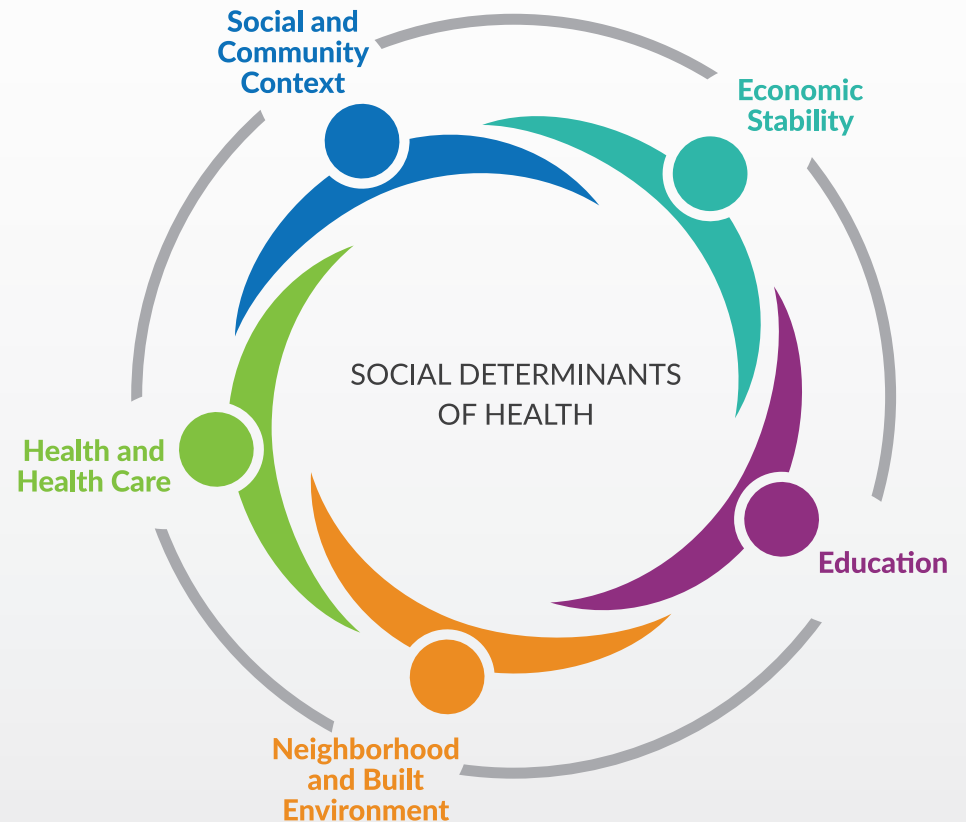 Social and
Community
Context
Economic
Stability
SOCIAL DETERMINANTS
OF HEALTH
Health and
Health Care
Education
Neighborhood
and Built
Environment